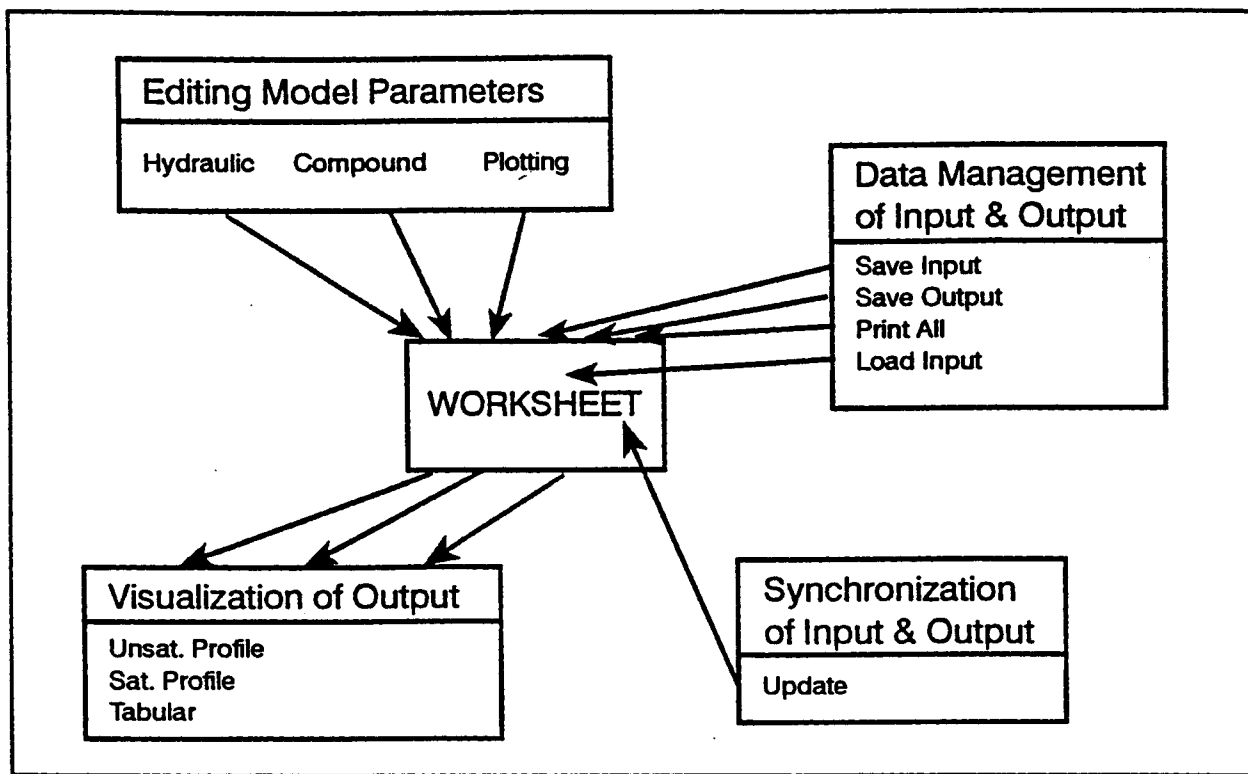 Editing Model Parameters
Hydraulic Compound Plotting
Data Management
of Input & Output
Save Input
Save Output
Print All
Load Input
WORKSHEET
Visualization of Output
Unsat. Profile
Sat. Profile
Tabular
Synchronization
of Input & Output
Update